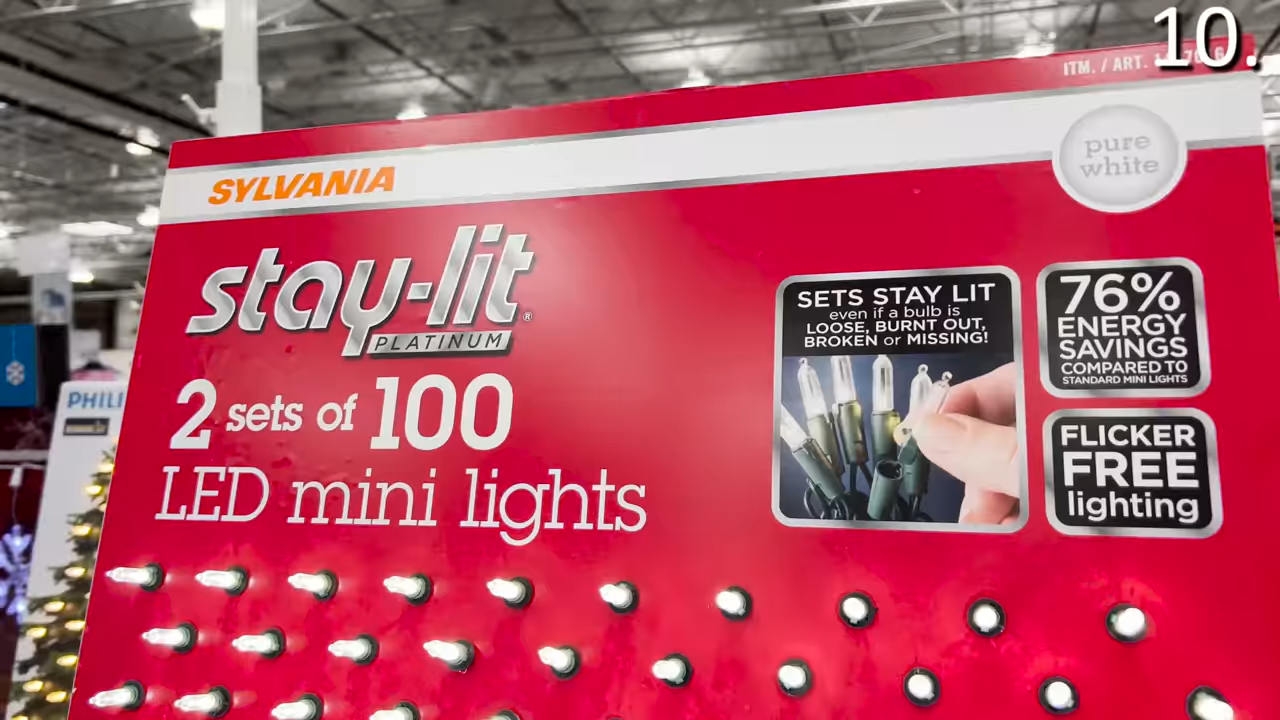 10.
ITM. / ART.
pure
white
SYLVANIA
stay-lit®
PLATINUM
2 sets of 100
LED mini lights
SETS STAY LIT
even if a bulb is
LOOSE, BURNT OUT,
BROKEN or MISSING!
76%
ENERGY
SAVINGS
COMPARED TO
STANDARD MINI LIGHTS
FLICKER
FREE
lighting
PHILI